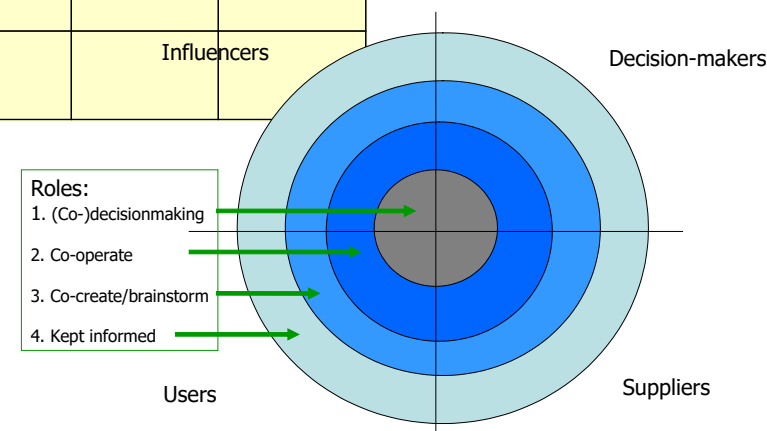 Influencers
Decision-makers
Roles:
1. (Co-)decisionmaking
2. Co-operate
3. Co-create/brainstorm
4. Kept informed
Users
Suppliers